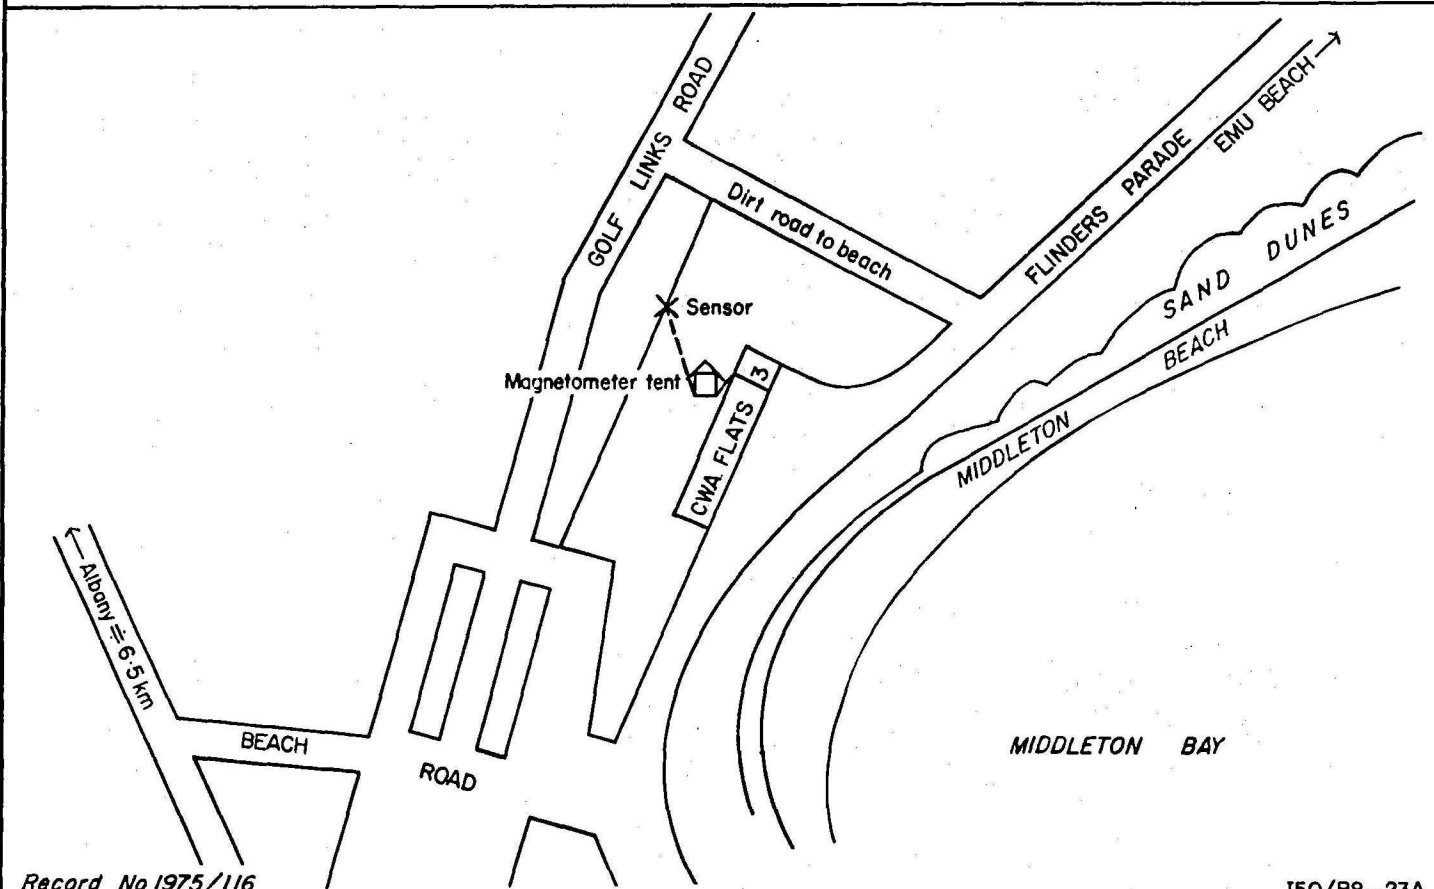 GOLF LINKS ROAD
FLINDERS PARADE
EMU BEACH
Dirt road to beach
SAND DUNES
Sensor
MIDDLETON BEACH
Magnetometer tent
3
CWA. FLATS
Albany ≑ 6·5 km
BEACH ROAD
MIDDLETON BAY
Record No 1975/116